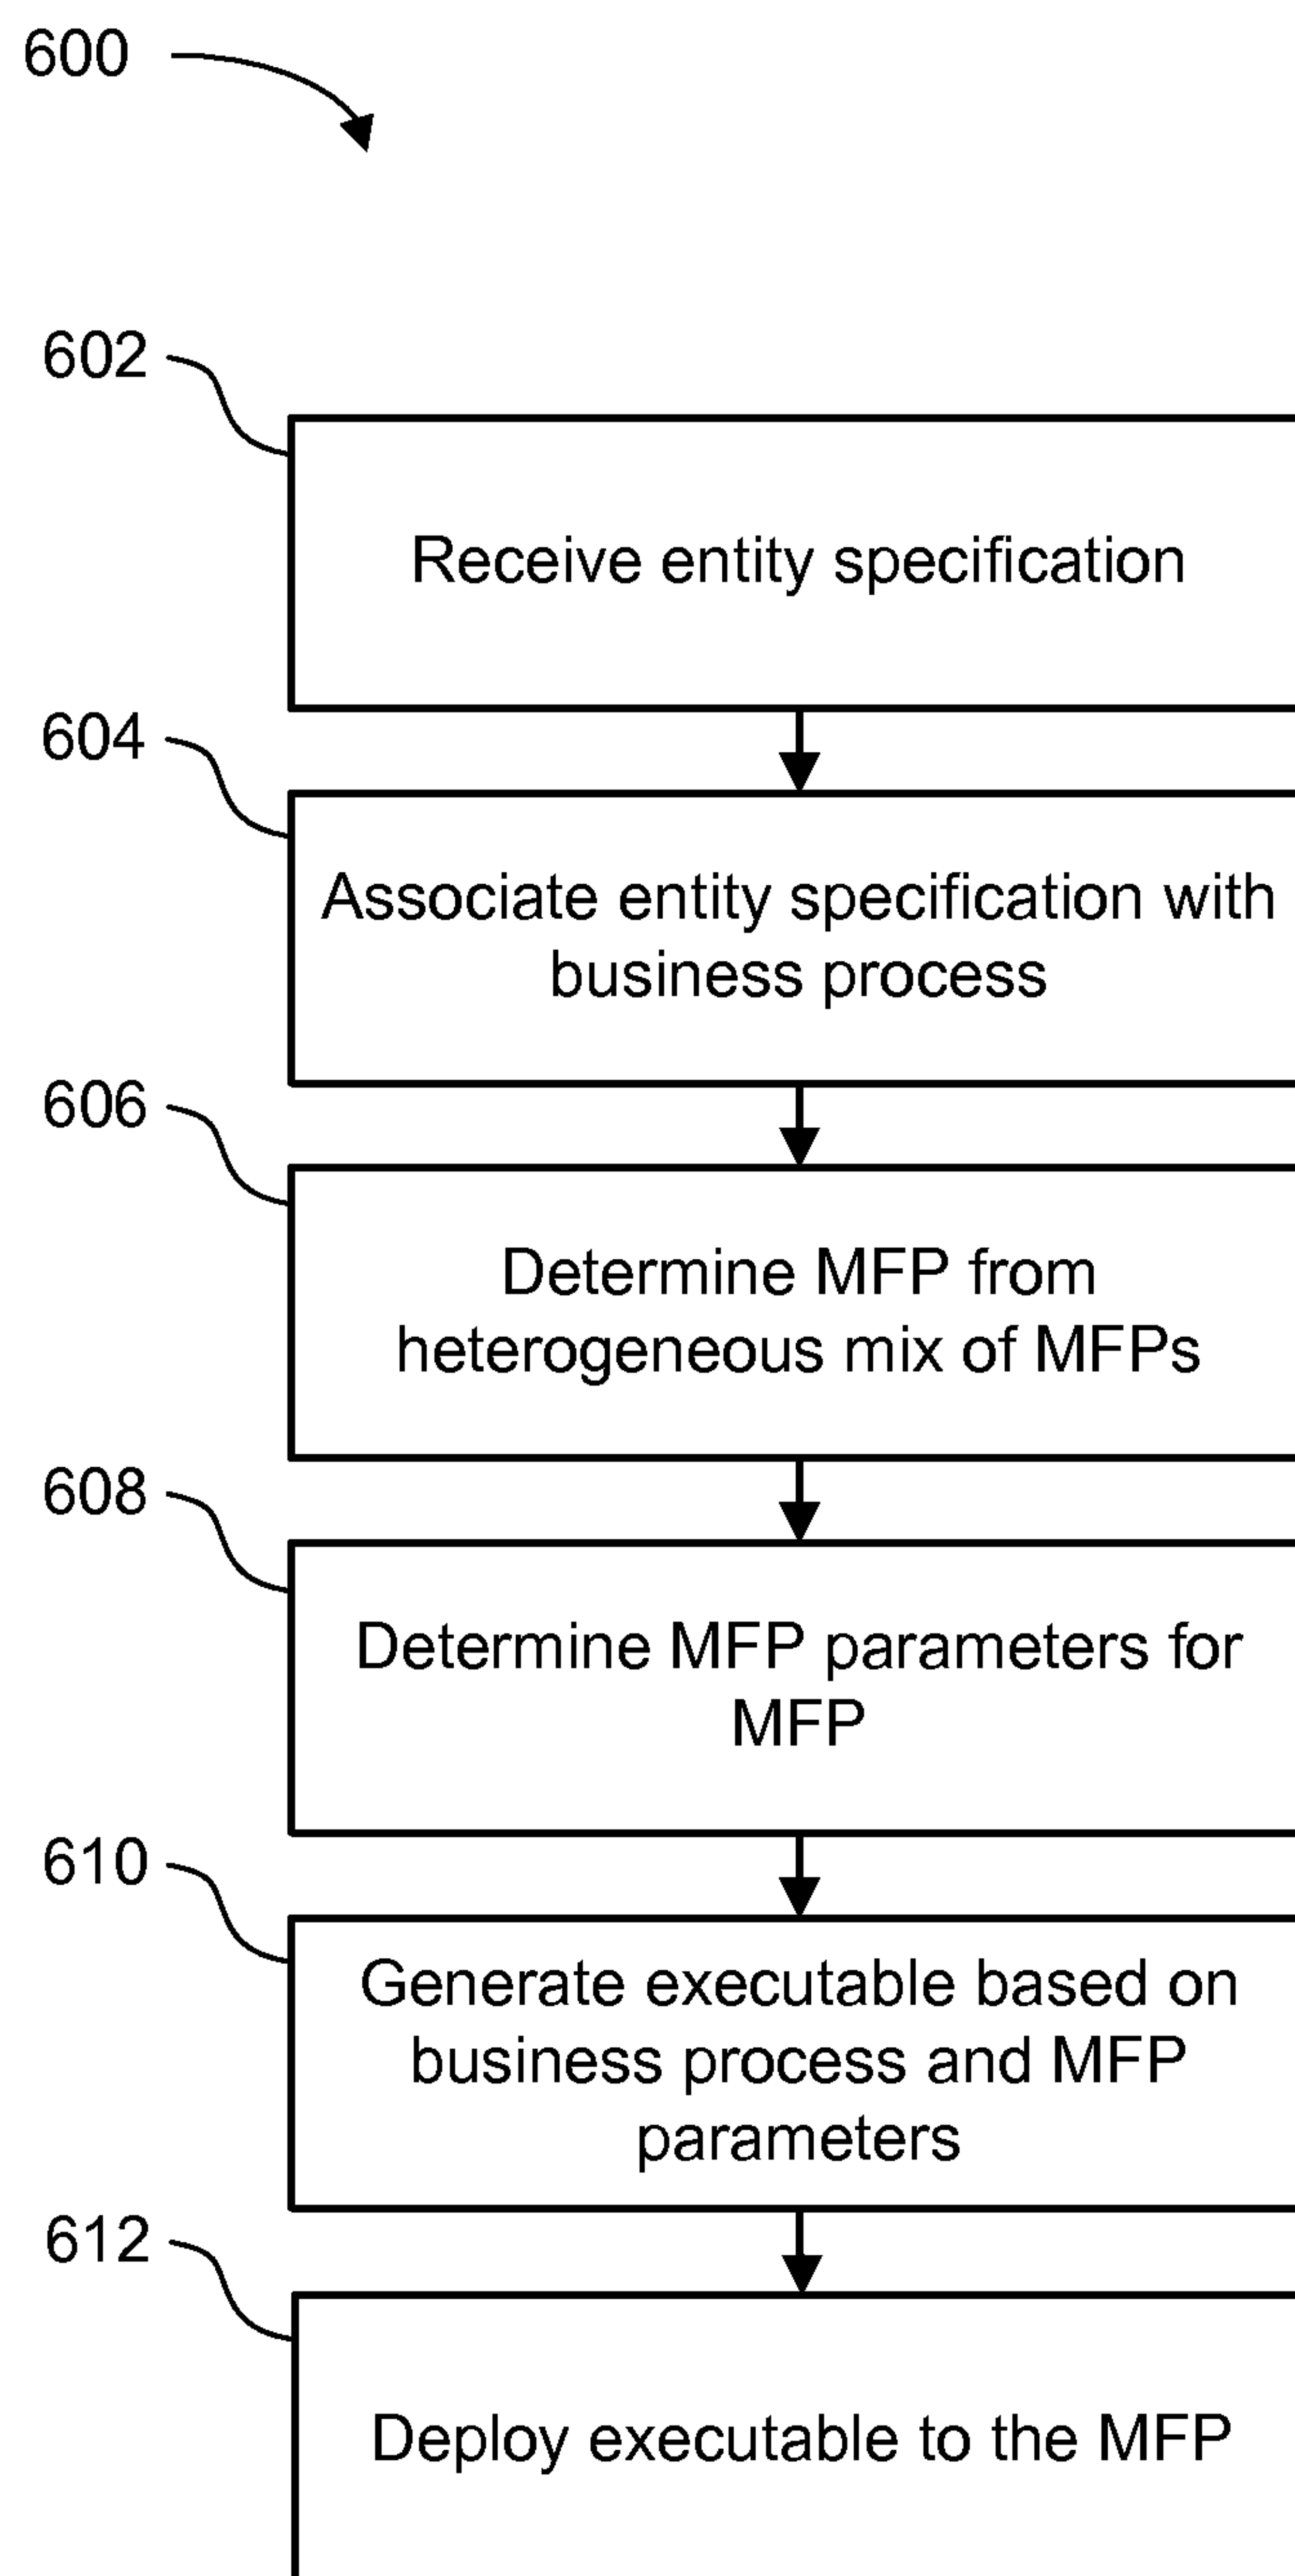 600
602
Receive entity specification
604
Associate entity specification with
business process
606
Determine MFP from
heterogeneous mix of MFPs
608
Determine MFP parameters for
MFP
610
Generate executable based on
business process and MFP
parameters
612
Deploy executable to the MFP